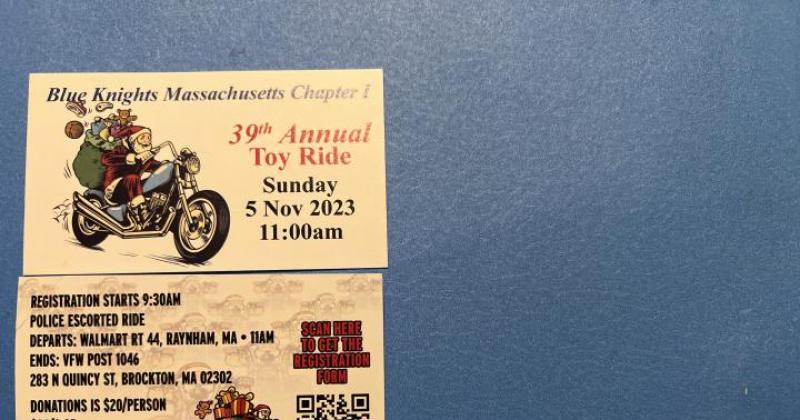 Blue Knights Massachusetts Chapter I
39th Annual
Toy Ride
Sunday
5 Nov 2023
11:00am
REGISTRATION STARTS 9:30AM
POLICE ESCORTED RIDE
DEPARTS: WALMART RT 44, RAYNHAM, MA • 11AM
ENDS: VFW POST 1046
283 N QUINCY ST, BROCKTON, MA 02302
DONATIONS IS $20/PERSON
SCAN HERE
TO GET THE
REGISTRATION
FORM